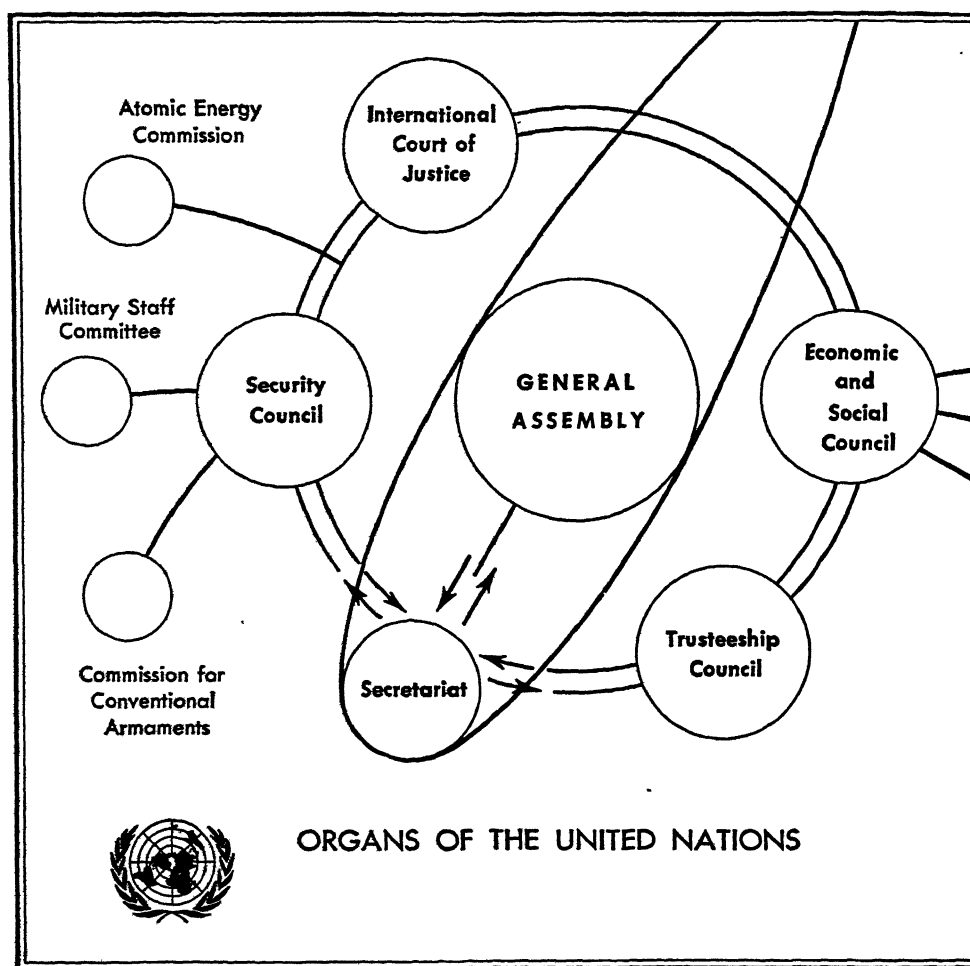 Atomic Energy
Commission
International
Court of
Justice
Military Staff
Committee
Security
Council
GENERAL
ASSEMBLY
Economic
and
Social
Council
Commission for
Conventional
Armaments
Secretariat
Trusteeship
Council
ORGANS OF THE UNITED NATIONS